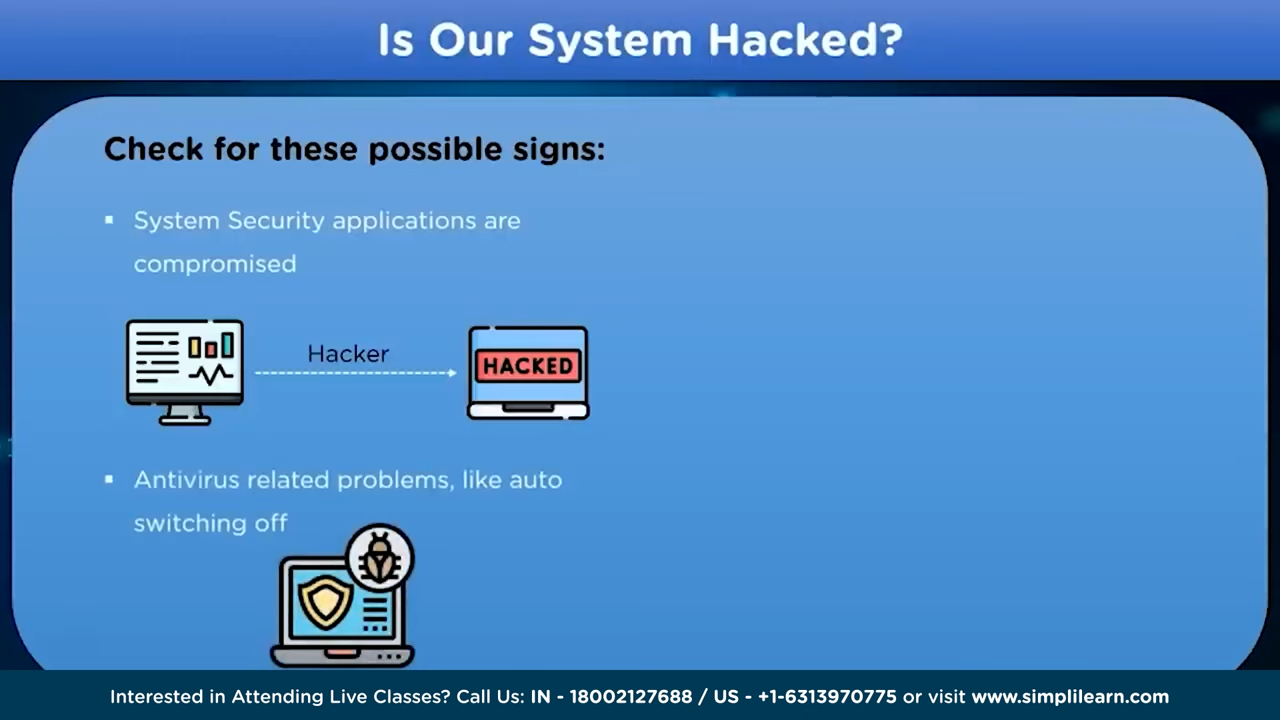 Is Our System Hacked?
Check for these possible signs:
▪ System Security applications are
compromised
Hacker
HACKED
▪ Antivirus related problems, like auto
switching off
Interested in Attending Live Classes? Call Us: IN - 18002127688 / US - +1-6313970775 or visit www.simplilearn.com